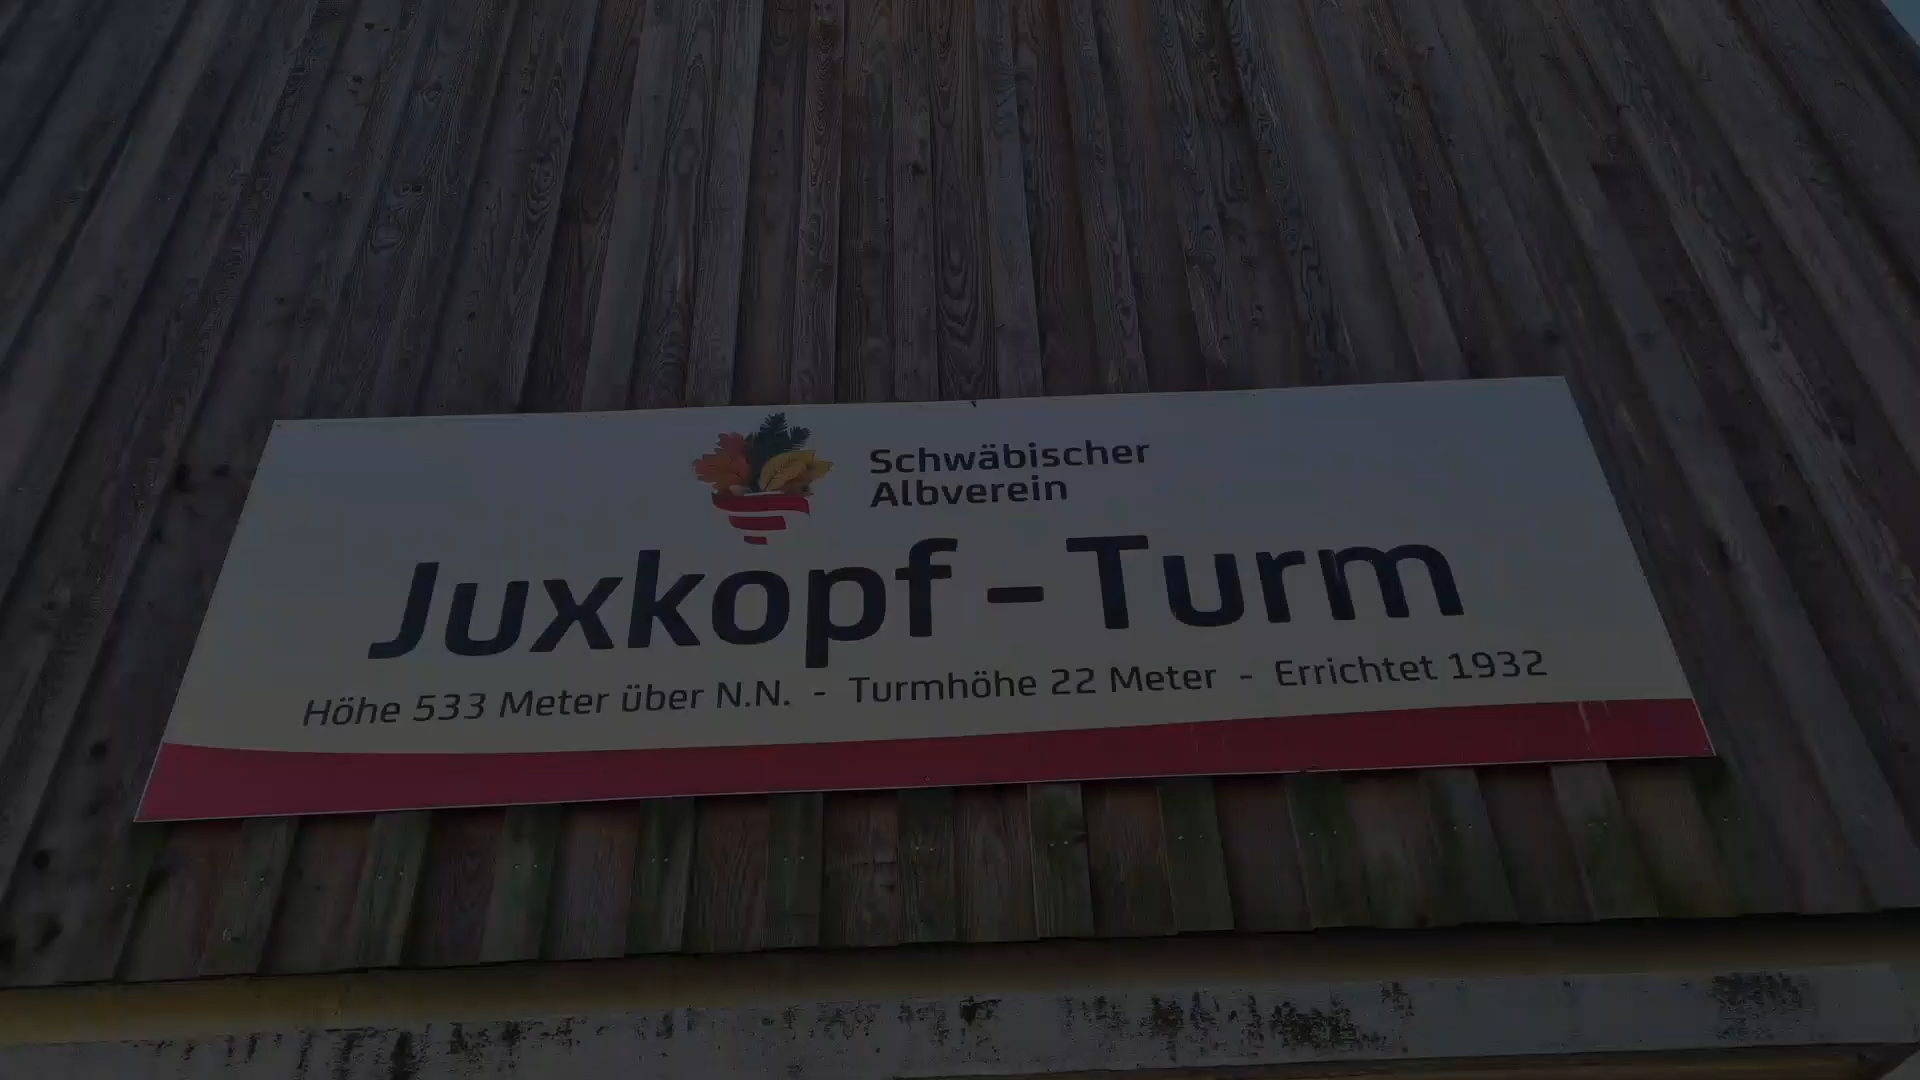 Schwäbischer
Albverein
Juxkopf - Turm
Höhe 533 Meter über N.N. - Turmhöhe 22 Meter - Errichtet 1932